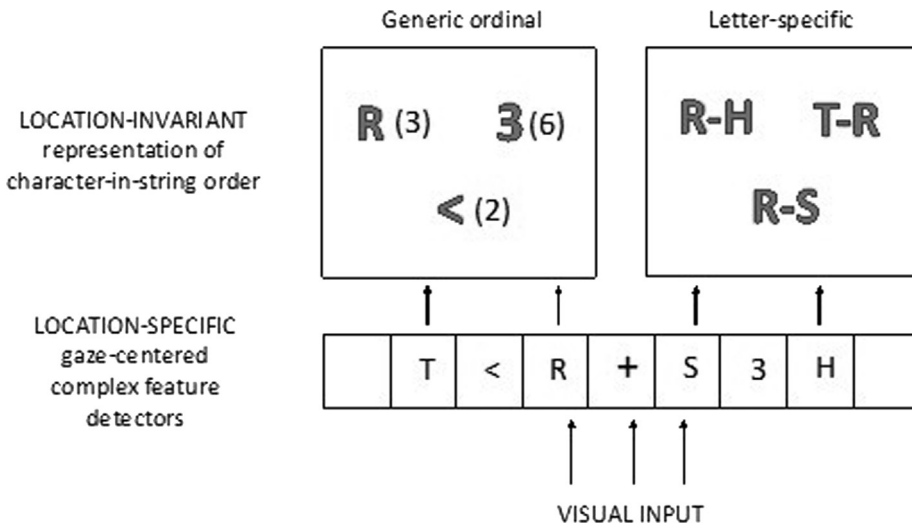 Generic ordinal
Letter-specific
LOCATION-INVARIANT
representation of
character-in-string order
R (3) 3 (6)
< (2)
R-H T-R
R-S
LOCATION-SPECIFIC
gaze-centered
complex feature
detectors
T < R + S 3 H
VISUAL INPUT